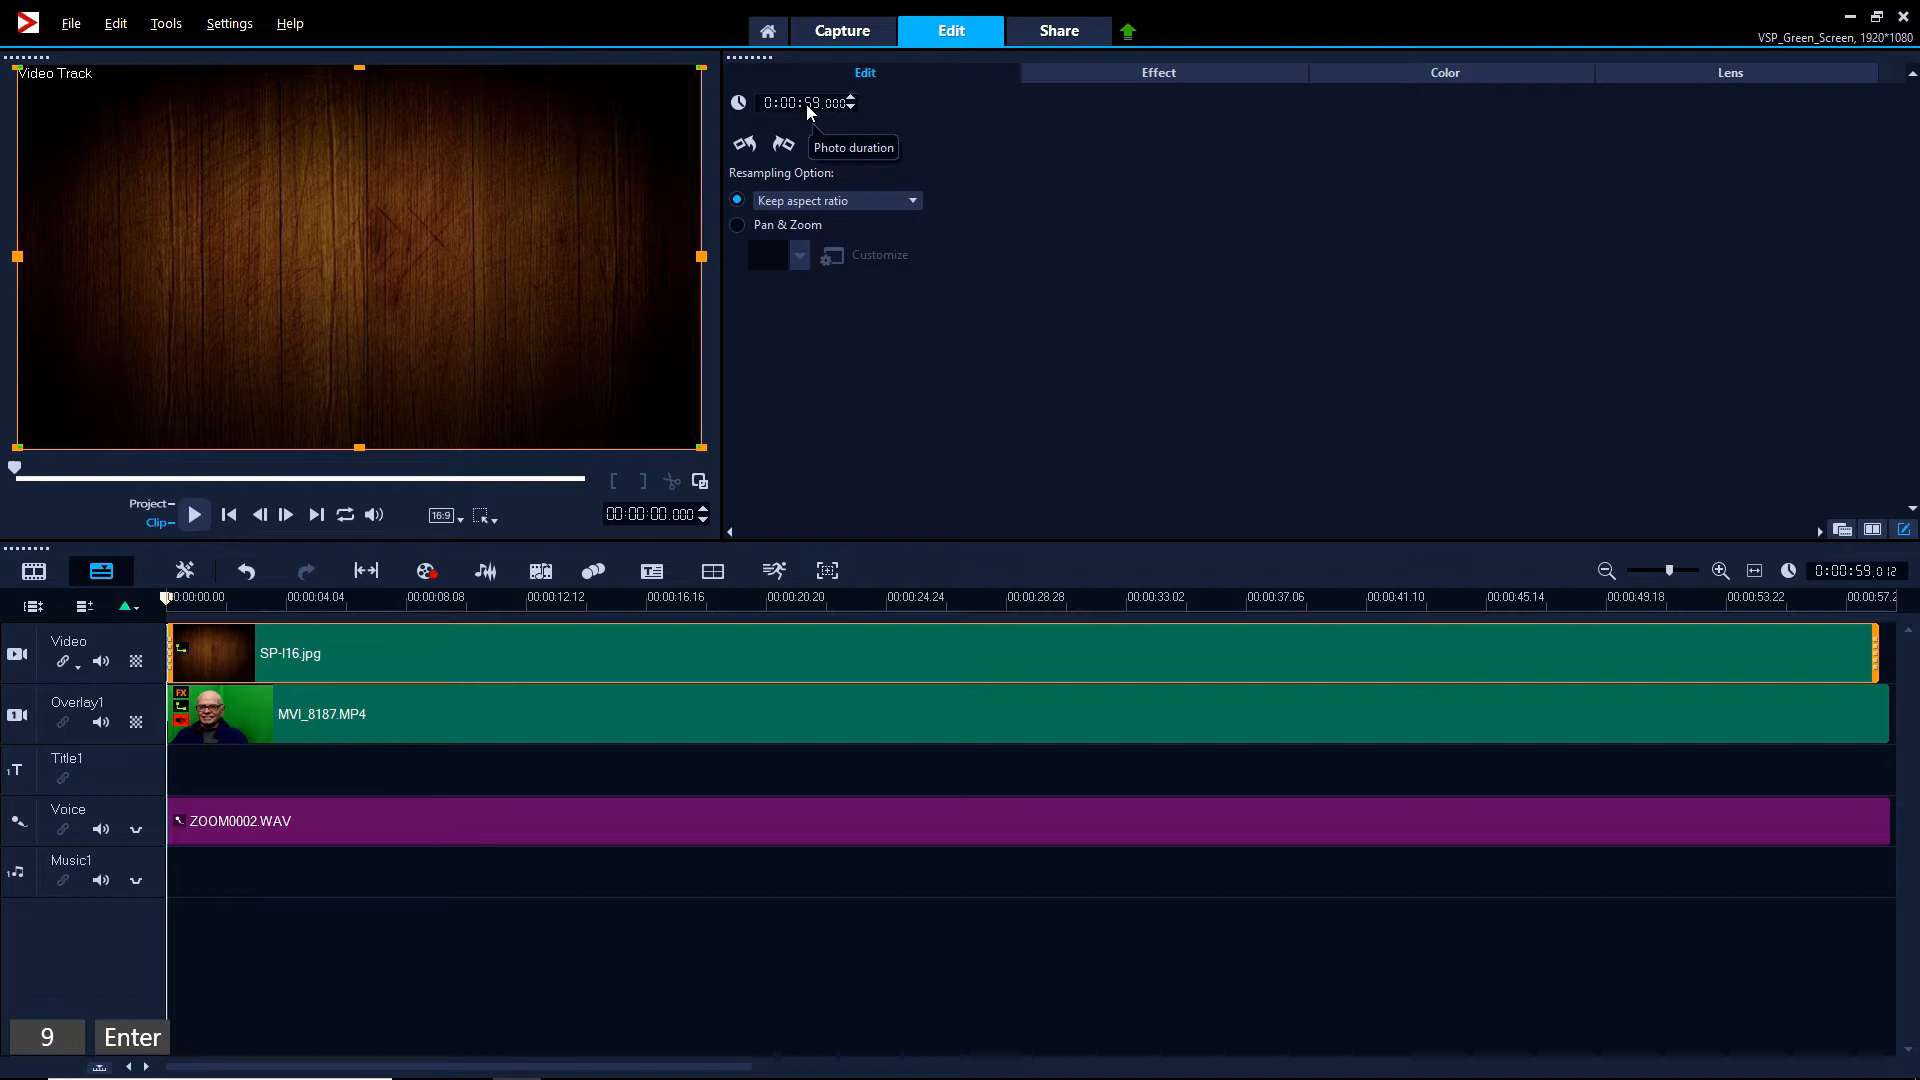 File Edit Tools Settings Help
Capture Edit Share
VSP_Green_Screen, 1920*1080
Video Track
Edit Effect Color Lens
0:00:59.000
Photo duration
Resampling Option:
Keep aspect ratio
Pan & Zoom
Customize
Project
Clip
16:9
00:00:00.000
0:00:59.012
00:00:00.00 00:00:04.04 00:00:08.08 00:00:12.12 00:00:16.16 00:00:20.20 00:00:24.24 00:00:28.28 00:00:33.02 00:00:37.06 00:00:41.10 00:00:45.14 00:00:49.18 00:00:53.22 00:00:57.2
Video
SP-I16.jpg
Overlay1
FX
MVI_8187.MP4
Title1
Voice
ZOOM0002.WAV
Music1
9 Enter